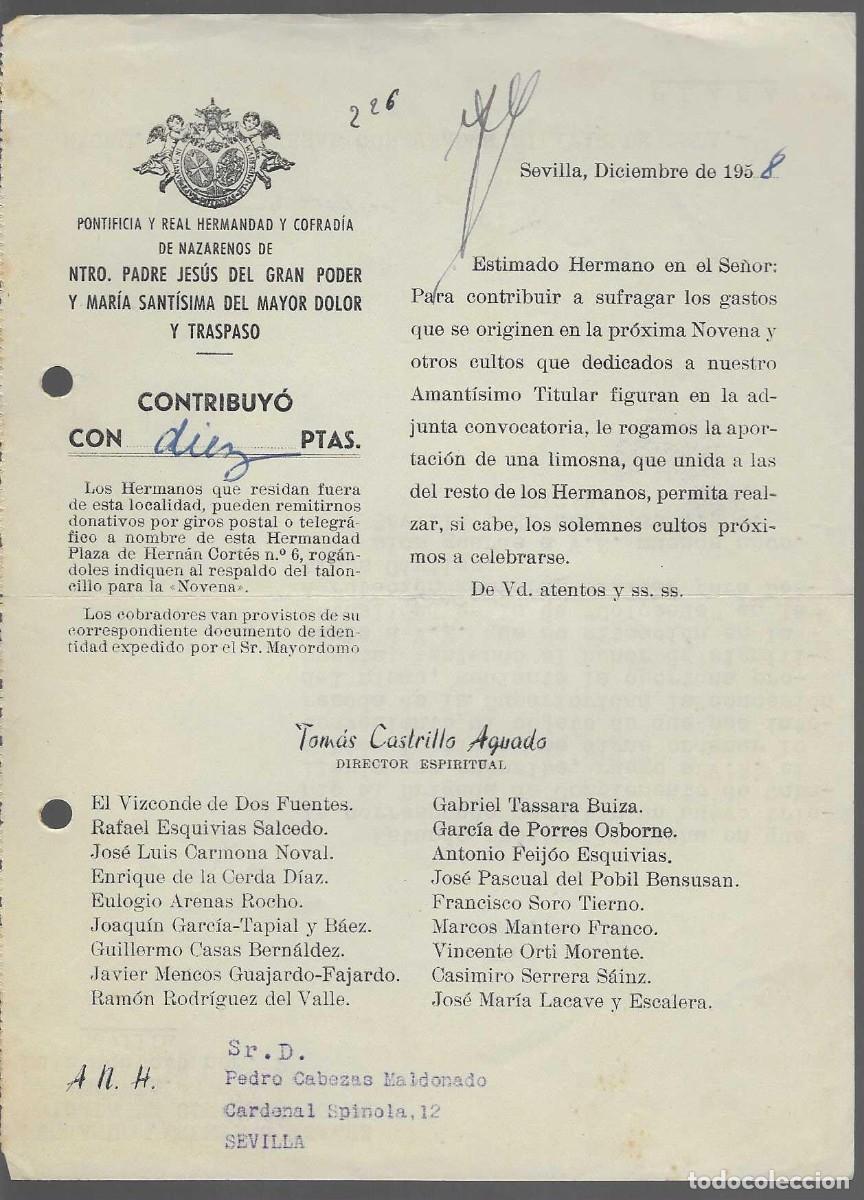 226
Sevilla, Diciembre de 1958
PONTIFICIA Y REAL HERMANDAD Y COFRADÍA
DE NAZARENOS DE
NTRO. PADRE JESÚS DEL GRAN PODER
Y MARÍA SANTÍSIMA DEL MAYOR DOLOR
Y TRASPASO
CONTRIBUYÓ
CON diez PTAS.
Los Hermanos que residan fuera
de esta localidad, pueden remitirnos
donativos por giros postal o telegrá-
fico a nombre de esta Hermandad
Plaza de Hernán Cortés n.º 6, rogán-
doles indiquen al respaldo del talon-
cillo para la «Novena».
Los cobradores van provistos de su
correspondiente documento de iden-
tidad expedido por el Sr. Mayordomo
Estimado Hermano en el Señor:
Para contribuir a sufragar los gastos
que se originen en la próxima Novena y
otros cultos que dedicados a nuestro
Amantísimo Titular figuran en la ad-
junta convocatoria, le rogamos la apor-
tación de una limosna, que unida a las
del resto de los Hermanos, permita real-
zar, si cabe, los solemnes cultos próxi-
mos a celebrarse.
De Vd. atentos y ss. ss.
Tomás Castrillo Aguado
DIRECTOR ESPIRITUAL
El Vizconde de Dos Fuentes.
Rafael Esquivias Salcedo.
José Luis Carmona Noval.
Enrique de la Cerda Díaz.
Eulogio Arenas Rocho.
Joaquín García-Tapial y Báez.
Guillermo Casas Bernáldez.
Javier Mencos Guajardo-Fajardo.
Ramón Rodríguez del Valle.
Gabriel Tassara Buiza.
García de Porres Osborne.
Antonio Feijóo Esquivias.
José Pascual del Pobil Bensusan.
Francisco Soro Tierno.
Marcos Mantero Franco.
Vincente Orti Morente.
Casimiro Serrera Sáinz.
José María Lacave y Escalera.
A N. H.
Sr.D.
Pedro Cabezas Maldonado
Cardenal Spinola,12
SEVILLA
todocoleccion